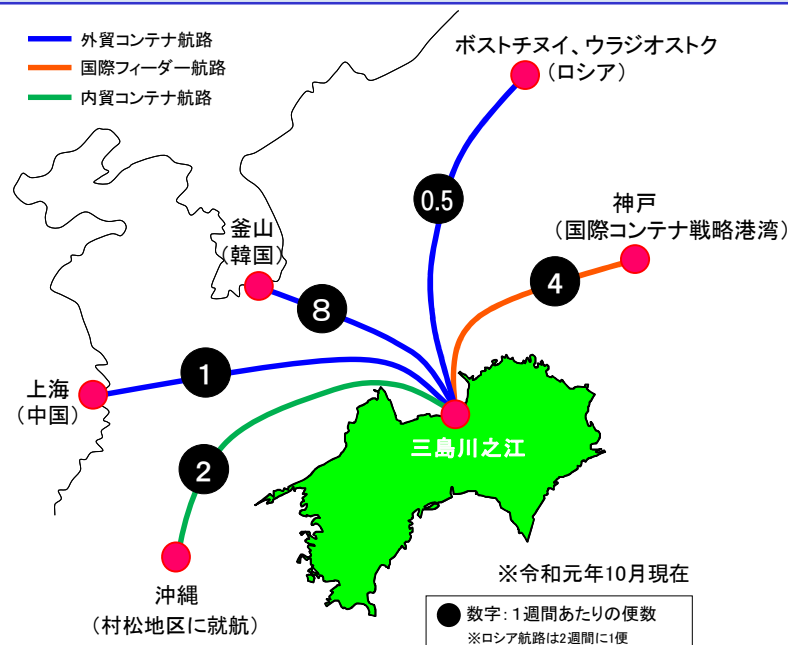 外貿コンテナ航路
国際フィーダー航路
内貿コンテナ航路
ボストチヌイ、ウラジオストク
(ロシア)
0.5
神戸
(国際コンテナ戦略港湾)
4
釜山
(韓国)
8
上海
(中国)
1
三島川之江
2
沖縄
(村松地区に就航)
※令和元年10月現在
数字:1週間あたりの便数
※ロシア航路は2週間に1便